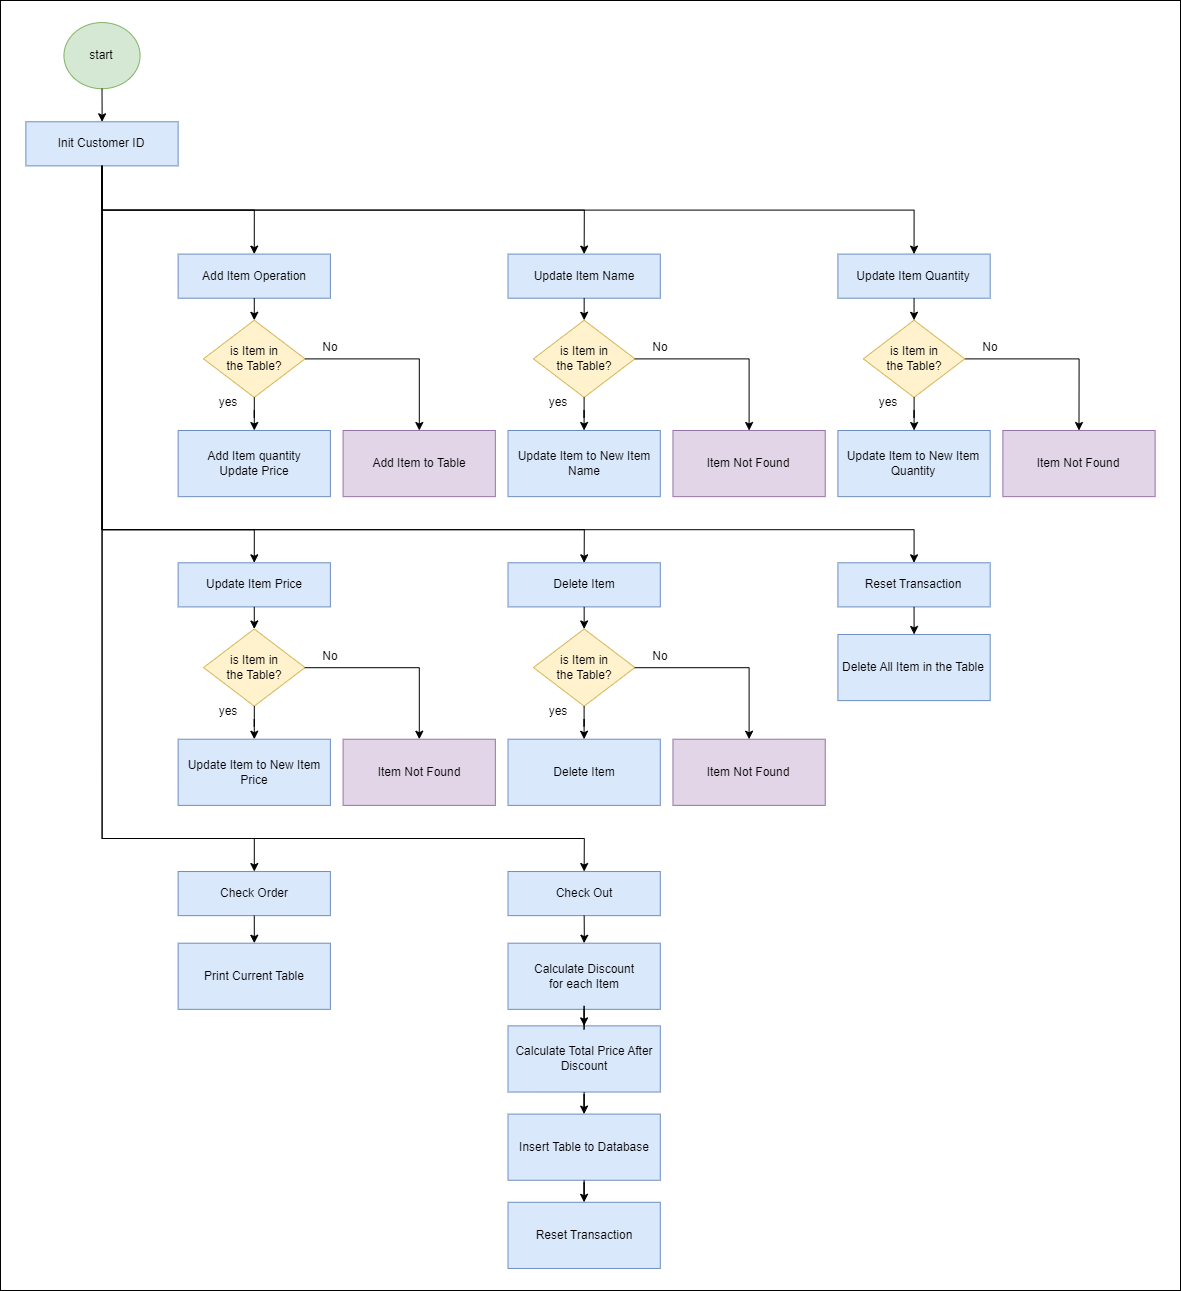 start
Init Customer ID
Add Item Operation
Update Item Name
Update Item Quantity
is Item in
the Table?
No
is Item in
the Table?
No
is Item in
the Table?
No
yes
yes
yes
Add Item quantity
Update Price
Add Item to Table
Update Item to New Item
Name
Item Not Found
Update Item to New Item
Quantity
Item Not Found
Update Item Price
Delete Item
Reset Transaction
is Item in
the Table?
No
is Item in
the Table?
No
Delete All Item in the Table
yes
yes
Update Item to New Item
Price
Item Not Found
Delete Item
Item Not Found
Check Order
Check Out
Print Current Table
Calculate Discount
for each Item
Calculate Total Price After
Discount
Insert Table to Database
Reset Transaction